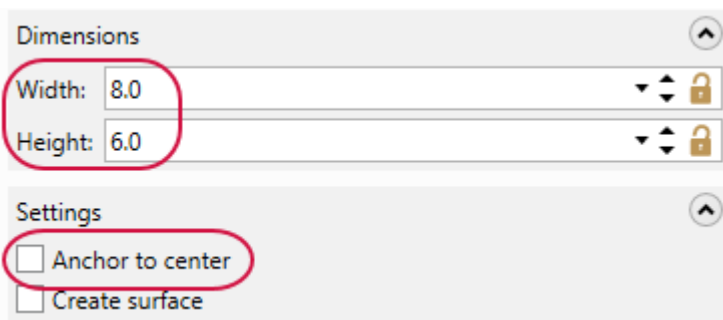 Dimensions
Width: 8.0
Height: 6.0
Settings
Anchor to center
Create surface